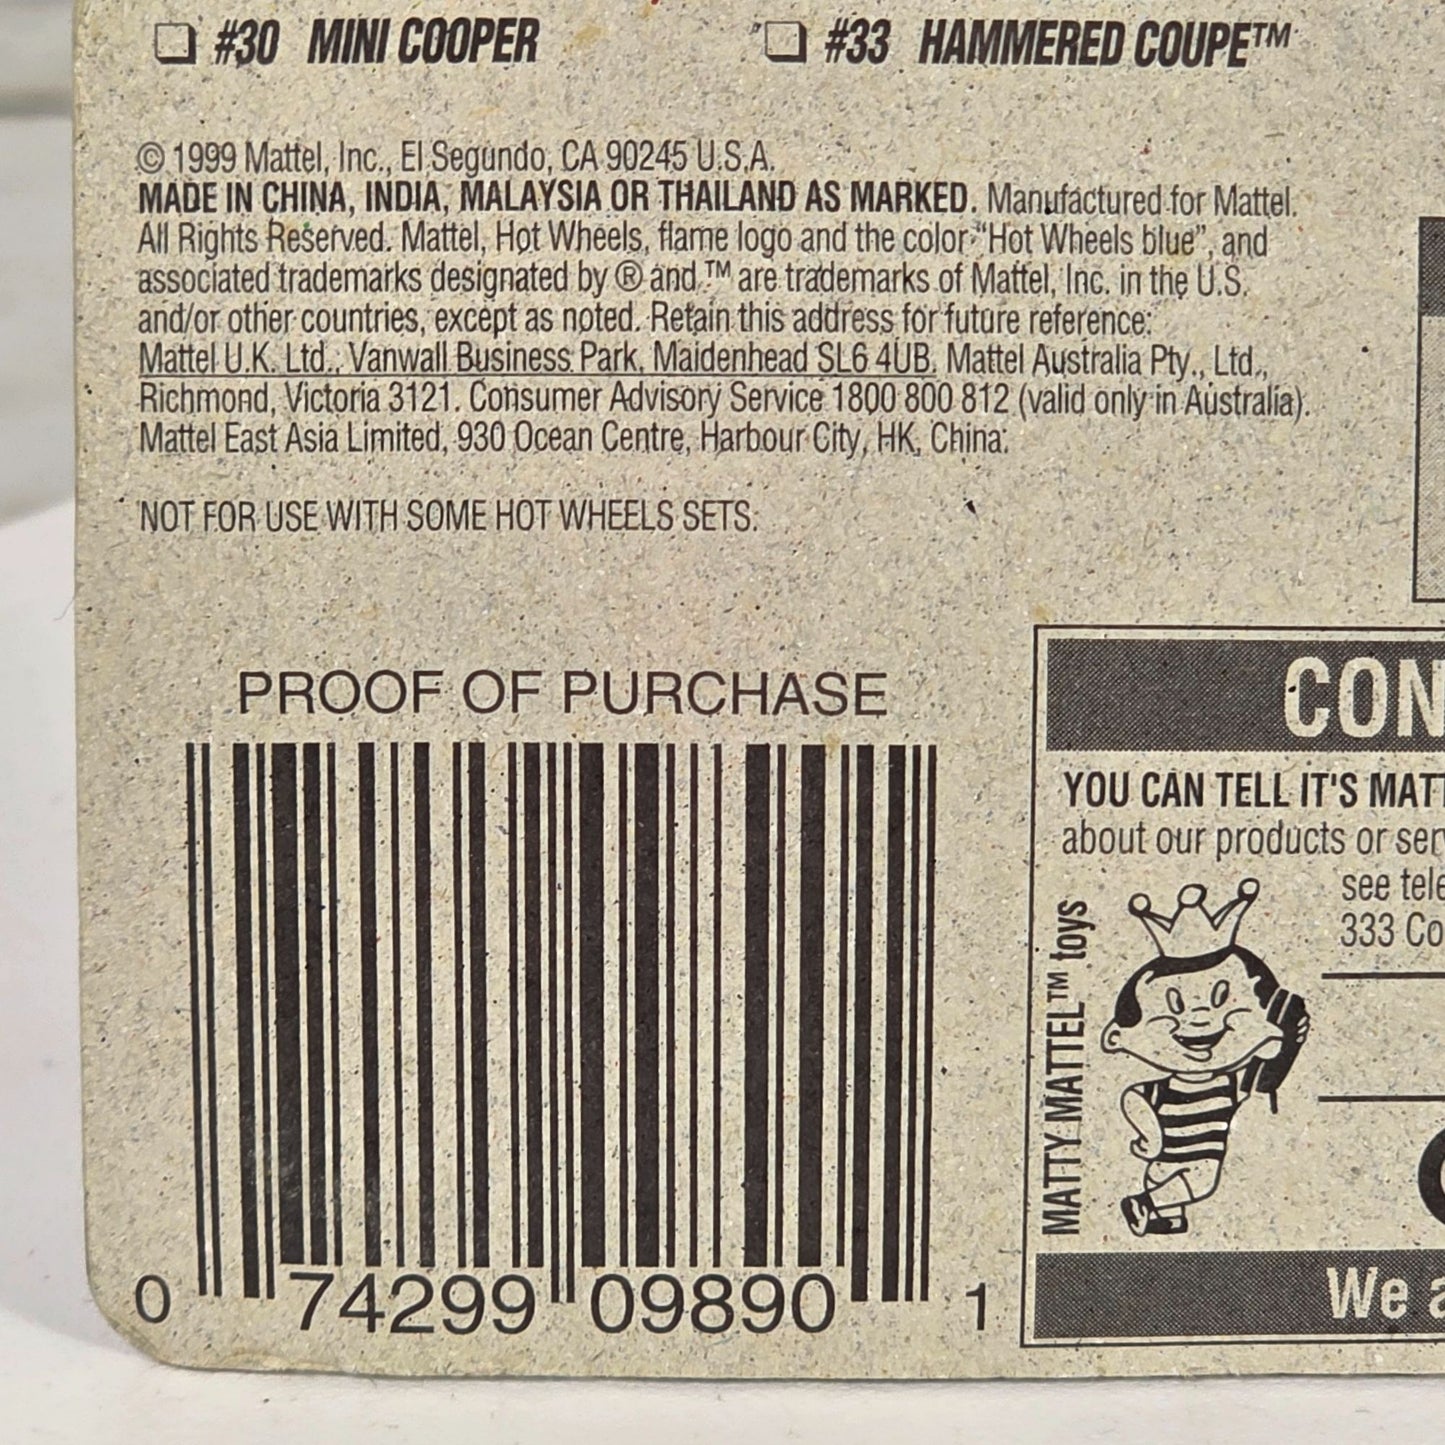 #30 MINI COOPER
#33 HAMMERED COUPE™
© 1999 Mattel, Inc., El Segundo, CA 90245 U.S.A.
MADE IN CHINA, INDIA, MALAYSIA OR THAILAND AS MARKED. Manufactured for Mattel.
All Rights Reserved. Mattel, Hot Wheels, flame logo and the color "Hot Wheels blue", and
associated trademarks designated by ® and ™ are trademarks of Mattel, Inc. in the U.S.
and/or other countries, except as noted. Retain this address for future reference:
Mattel U.K. Ltd., Vanwall Business Park, Maidenhead SL6 4UB. Mattel Australia Pty., Ltd.,
Richmond, Victoria 3121. Consumer Advisory Service 1800 800 812 (valid only in Australia).
Mattel East Asia Limited, 930 Ocean Centre, Harbour City, HK, China.
NOT FOR USE WITH SOME HOT WHEELS SETS.
PROOF OF PURCHASE
0 74299 09890 1
YOU CAN TELL IT'S
about our products or
see
333
MATTY MATTEL™ toys
We